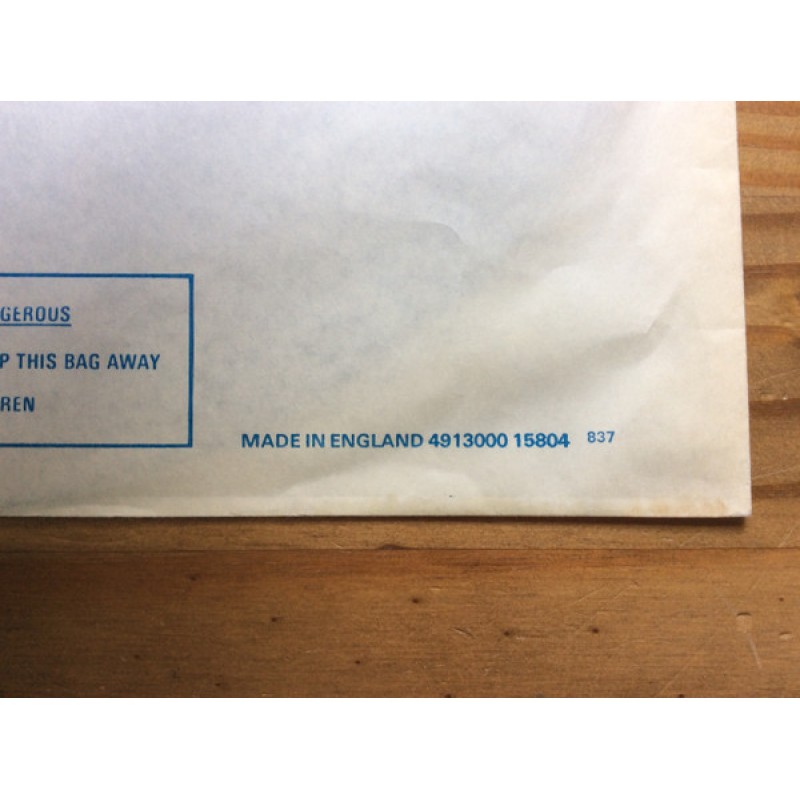 GEROUS
P THIS BAG AWAY
REN
MADE IN ENGLAND 4913000 15804 837